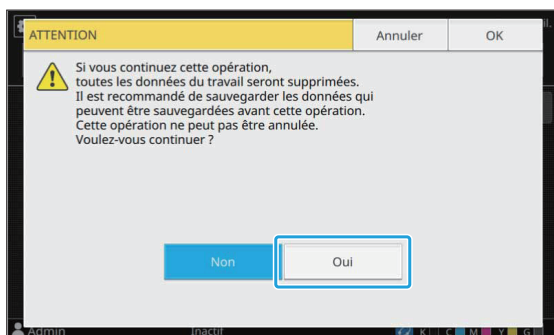 ATTENTION
Annuler
OK
Si vous continuez cette opération,
toutes les données du travail seront supprimées.
Il est recommandé de sauvegarder les données qui
peuvent être sauvegardées avant cette opération.
Cette opération ne peut pas être annulée.
Voulez-vous continuer ?
Non
Oui
Admin
Inactif
K C M Y G